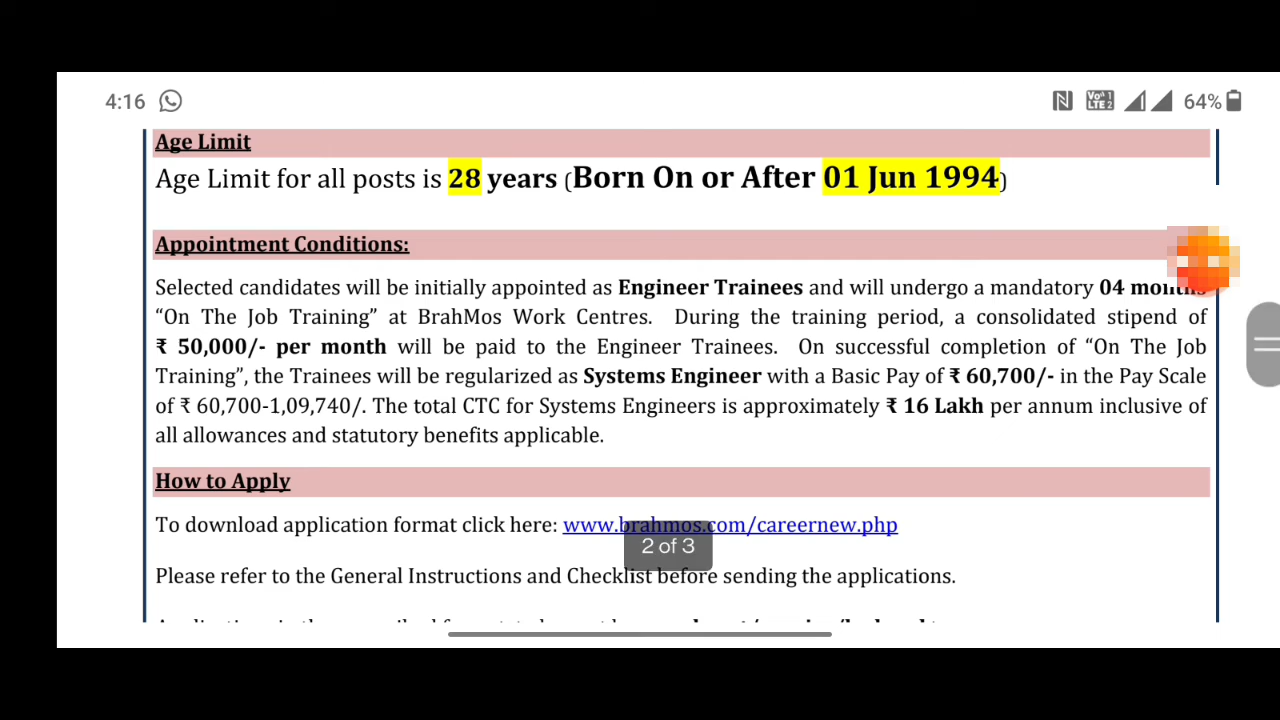 4:16
Vo 1 LTE 2
64%
Age Limit
Age Limit for all posts is 28 years (Born On or After 01 Jun 1994)
Appointment Conditions:
Selected candidates will be initially appointed as Engineer Trainees and will undergo a mandatory 04 months
“On The Job Training” at BrahMos Work Centres. During the training period, a consolidated stipend of
₹ 50,000/- per month will be paid to the Engineer Trainees. On successful completion of “On The Job
Training”, the Trainees will be regularized as Systems Engineer with a Basic Pay of ₹ 60,700/- in the Pay Scale
of ₹ 60,700-1,09,740/. The total CTC for Systems Engineers is approximately ₹ 16 Lakh per annum inclusive of
all allowances and statutory benefits applicable.
How to Apply
To download application format click here: www.brahmos.com/careernew.php
2 of 3
Please refer to the General Instructions and Checklist before sending the applications.